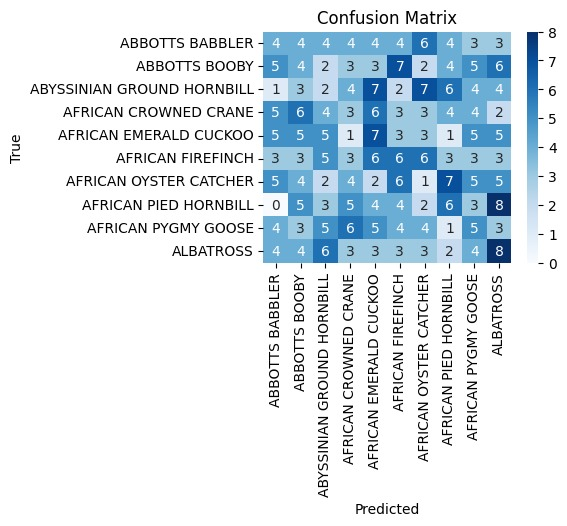 Confusion Matrix
True
ABBOTTS BABBLER 4 4 4 4 4 4 6 4 3 3
ABBOTTS BOOBY 5 4 2 3 3 7 2 4 5 6
ABYSSINIAN GROUND HORNBILL 1 3 2 4 7 2 7 6 4 4
AFRICAN CROWNED CRANE 5 6 4 3 6 3 3 4 4 2
AFRICAN EMERALD CUCKOO 5 5 5 1 7 3 3 1 5 5
AFRICAN FIREFINCH 3 3 5 3 6 6 6 3 3 3
AFRICAN OYSTER CATCHER 5 4 2 4 2 6 1 7 5 5
AFRICAN PIED HORNBILL 0 5 3 5 4 4 2 6 3 8
AFRICAN PYGMY GOOSE 4 3 5 6 5 4 4 1 5 3
ALBATROSS 4 4 6 3 3 3 3 2 4 8
8
7
6
5
4
3
2
1
0
ABBOTTS BABBLER
ABBOTTS BOOBY
ABYSSINIAN GROUND HORNBILL
AFRICAN CROWNED CRANE
AFRICAN EMERALD CUCKOO
AFRICAN FIREFINCH
AFRICAN OYSTER CATCHER
AFRICAN PIED HORNBILL
AFRICAN PYGMY GOOSE
ALBATROSS
Predicted